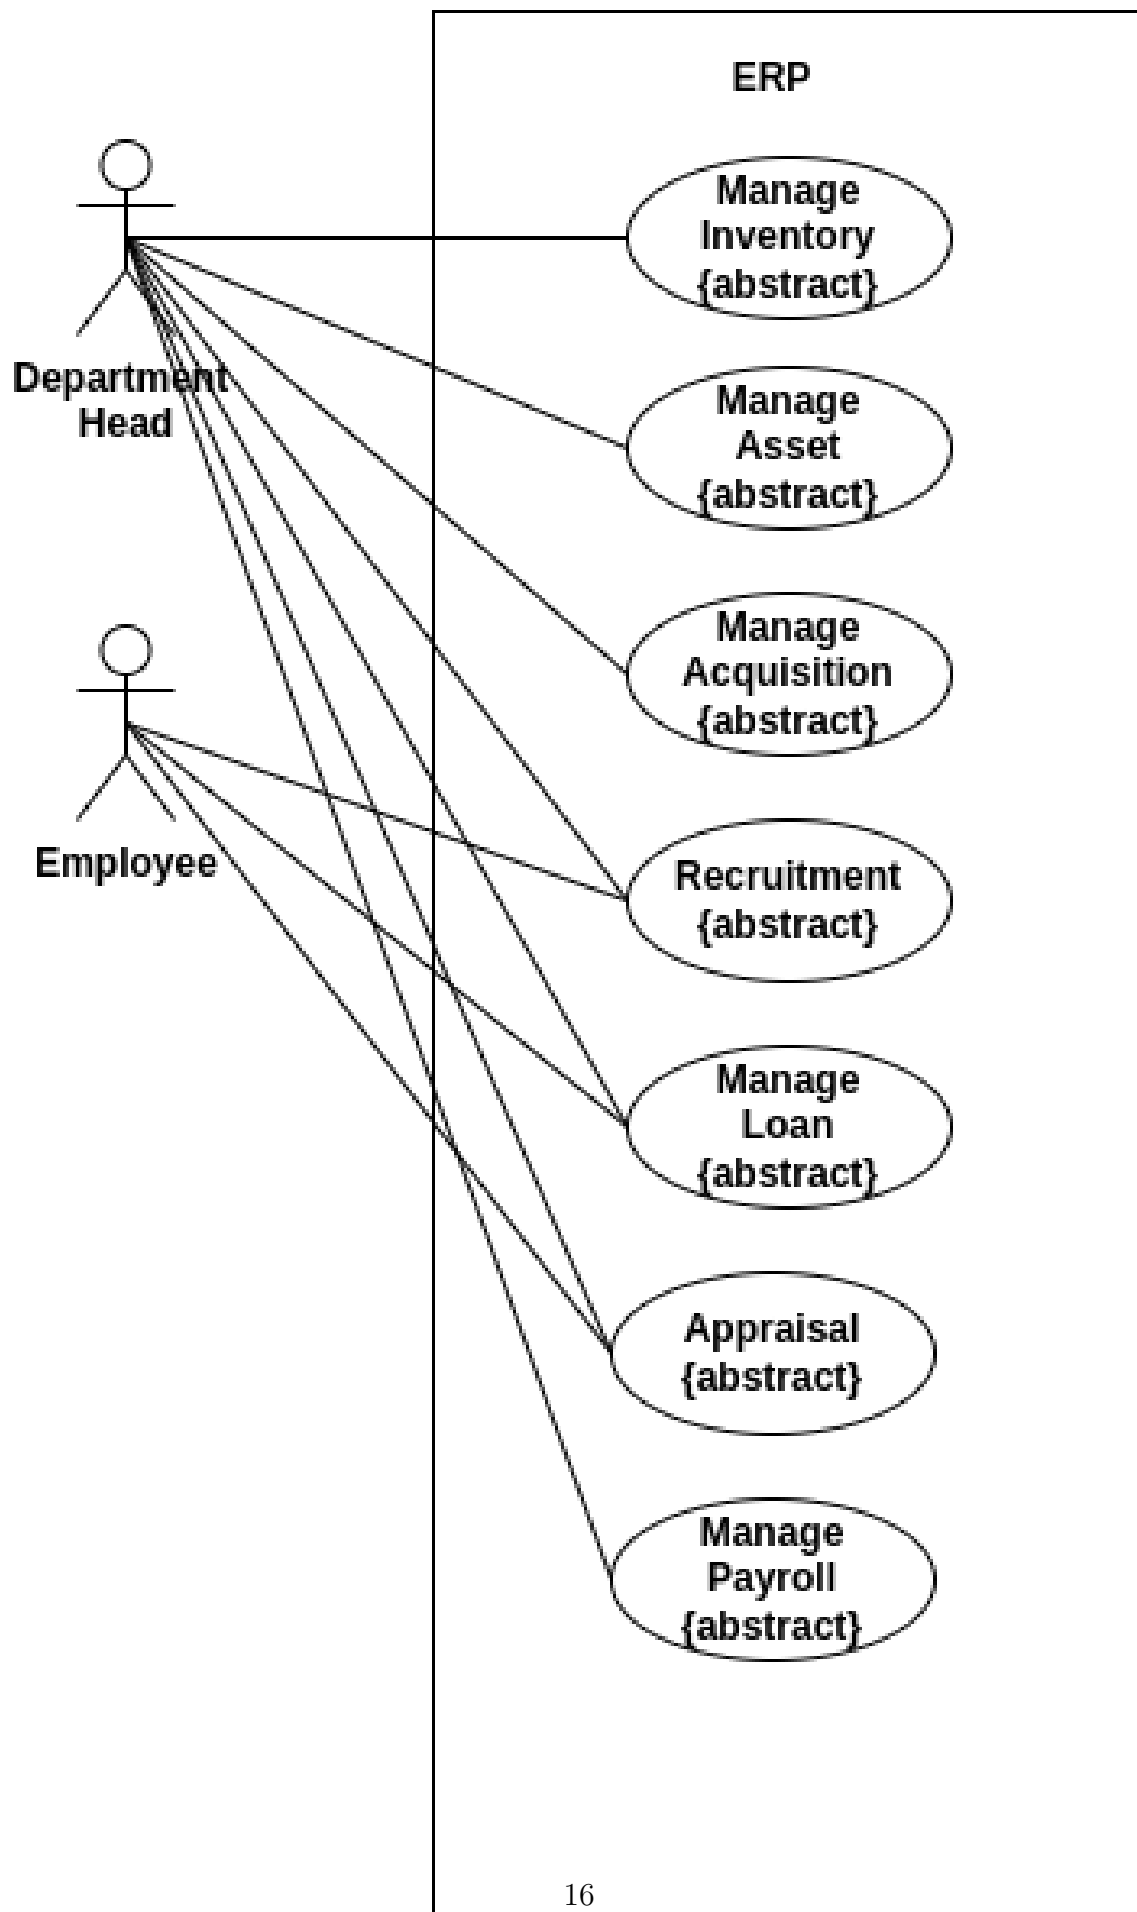 ERP
Manage
Inventory
{abstract}
Department
Head
Manage
Asset
{abstract}
Manage
Acquisition
{abstract}
Employee
Recruitment
{abstract}
Manage
Loan
{abstract}
Appraisal
{abstract}
Manage
Payroll
{abstract}
16